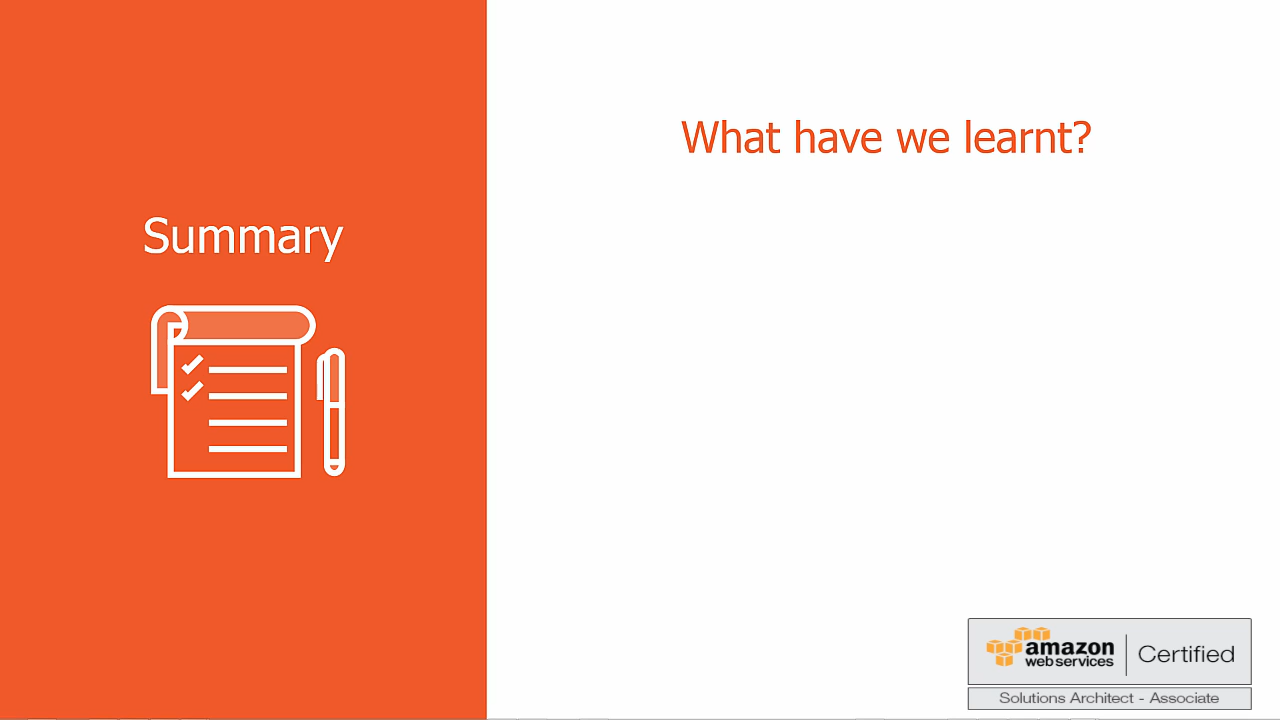 What have we learnt?
Summary
amazon
web services
Certified
Solutions Architect - Associate